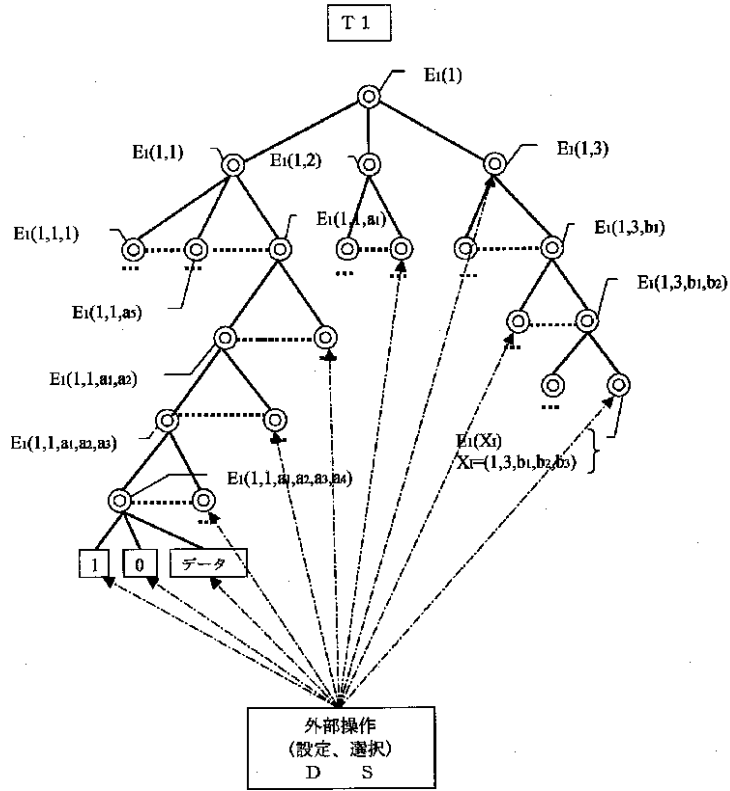 T 1
E1(1)
E1(1,1)
E1(1,2)
E1(1,3)
E1(1,1,1)
E1(1,1,a1)
E1(1,3,b1)
E1(1,1,a5)
E1(1,3,b1,b2)
E1(1,1,a1,a2)
E1(1,1,a1,a2,a3)
E1(X1)
X1=(1,3,b1,b2,b3)
E1(1,1,a1,a2,a3,a4)
1
0
データ
外部操作
(設定、選択)
D S